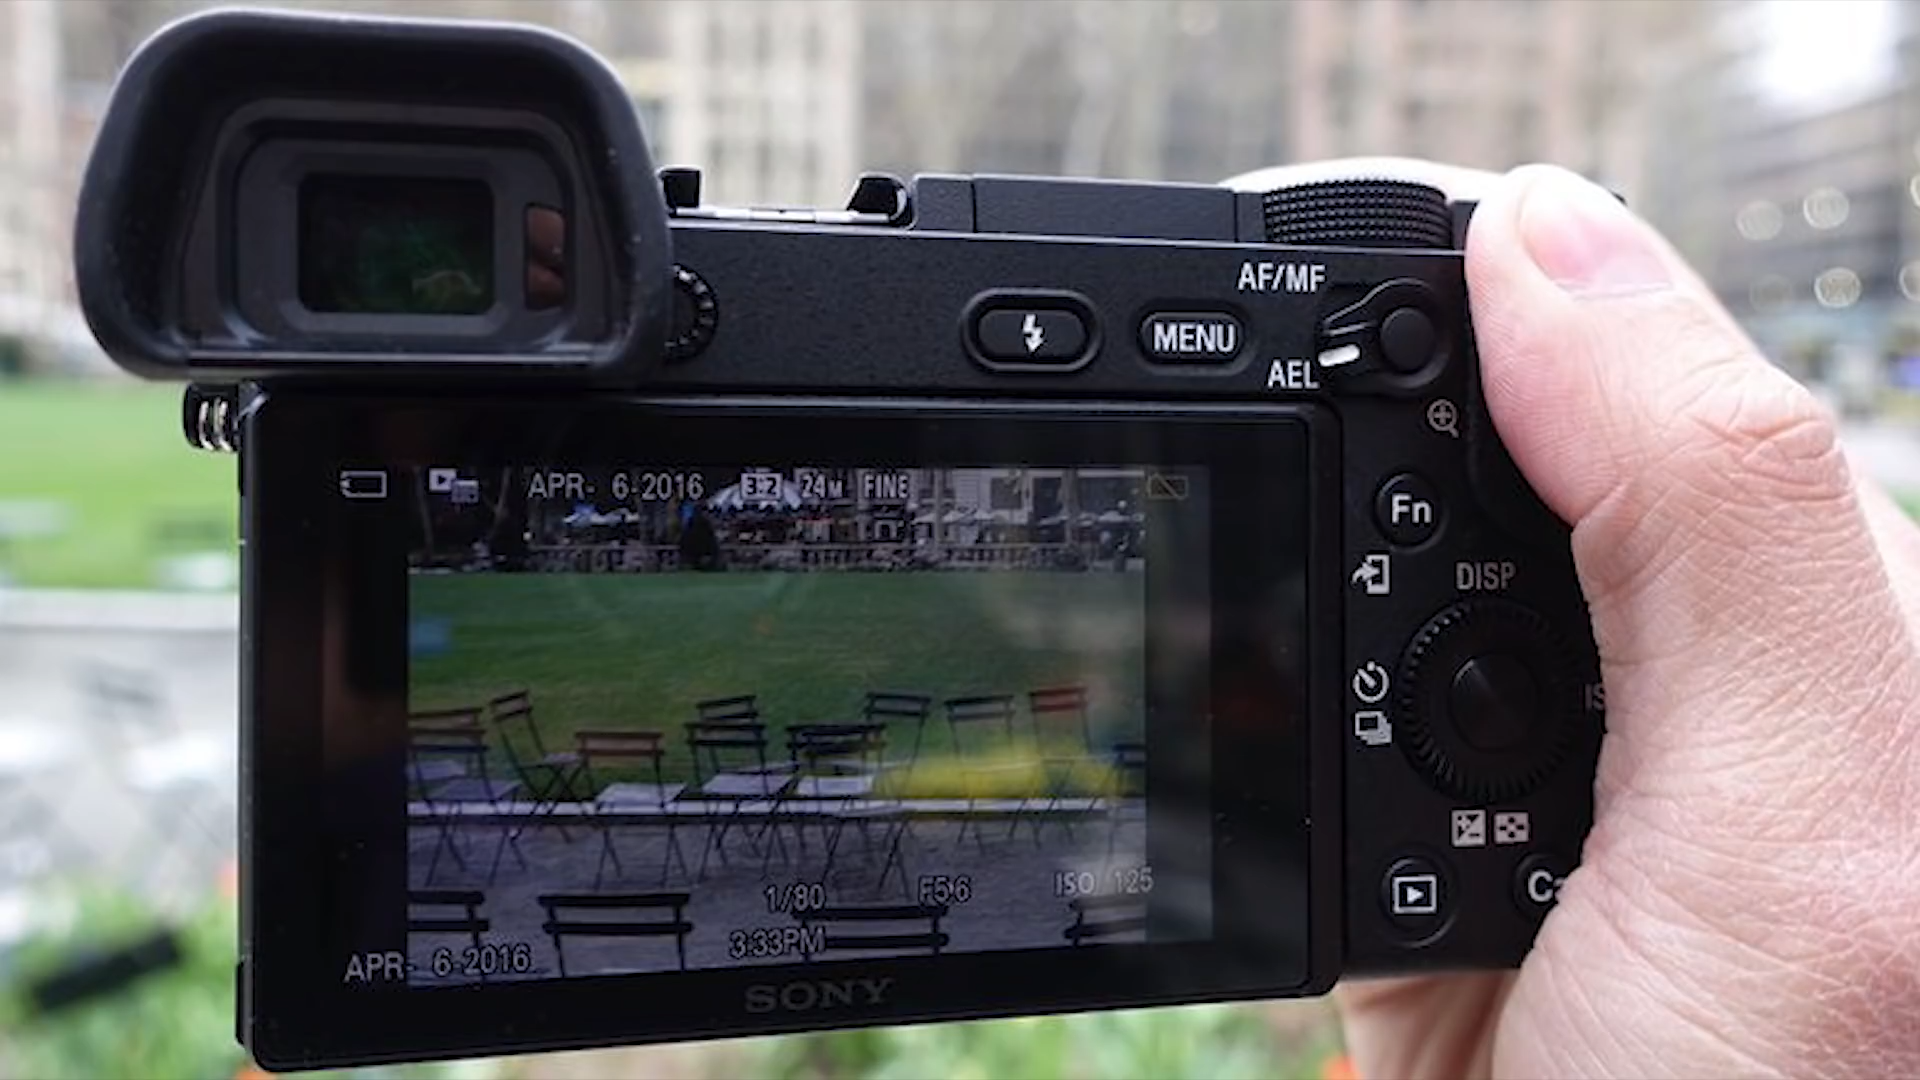 AF/MF
MENU
AEL
APR- 6-2016 3:2 24M FINE
Fn
DISP
1/80 F5.6 ISO 125
3:33PM
APR- 6-2016
SONY